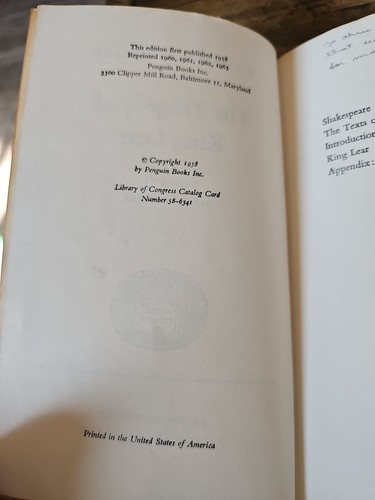 This edition first published 1958
Reprinted 1960, 1961, 1962, 1963
Penguin Books Inc.
3300 Clipper Mill Road, Baltimore 11, Maryland
© Copyright 1958
by Penguin Books Inc.
Library of Congress Catalog Card
Number 58-6341
Printed in the United States of America
Shakespeare
The Texts o
Introduction
King Lear
Appendix: